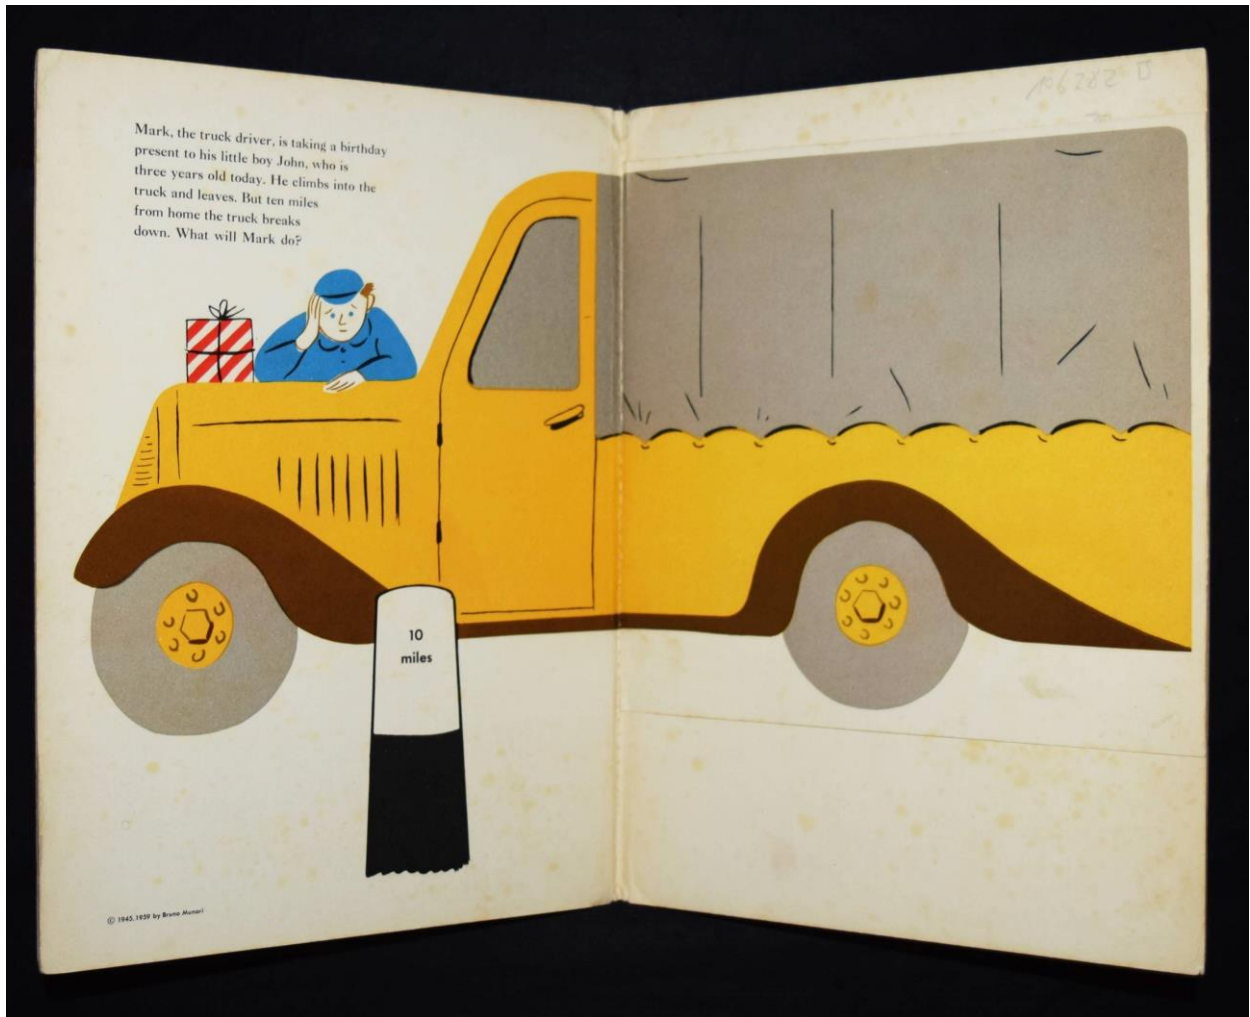 Mark, the truck driver, is taking a birthday
present to his little boy John, who is
three years old today. He climbs into the
truck and leaves. But ten miles
from home the truck breaks
down. What will Mark do?
10
miles
© 1945, 1959 by Bruno Munari